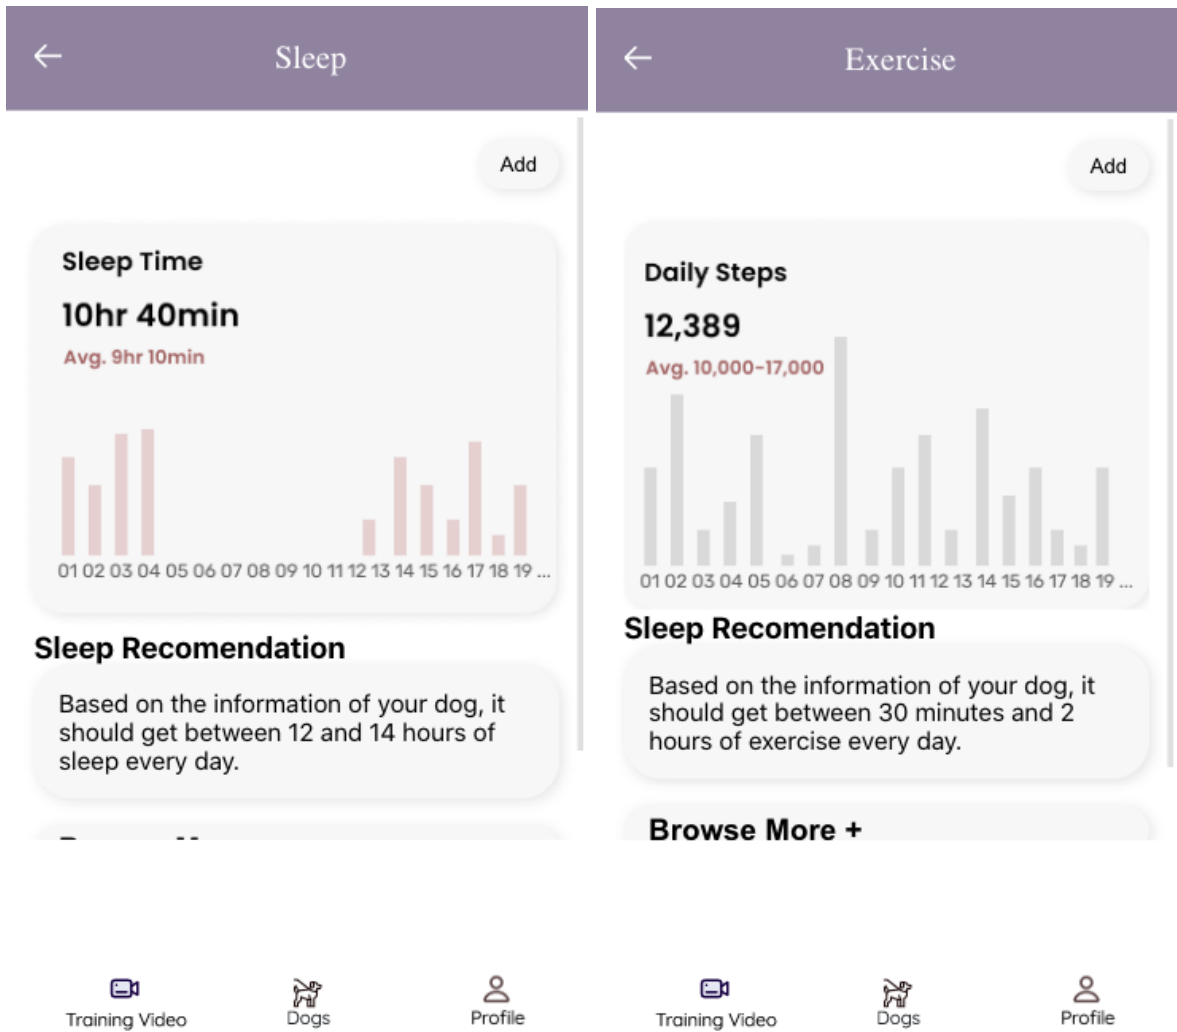 Sleep
Add
Sleep Time
10hr 40min
Avg. 9hr 10min
01 02 03 04 05 06 07 08 09 10 11 12 13 14 15 16 17 18 19 ...
Sleep Recomendation
Based on the information of your dog, it
should get between 12 and 14 hours of
sleep every day.
Training Video
Dogs
Profile
Exercise
Add
Daily Steps
12,389
Avg. 10,000-17,000
01 02 03 04 05 06 07 08 09 10 11 12 13 14 15 16 17 18 19 ...
Sleep Recomendation
Based on the information of your dog, it
should get between 30 minutes and 2
hours of exercise every day.
Browse More +
Training Video
Dogs
Profile